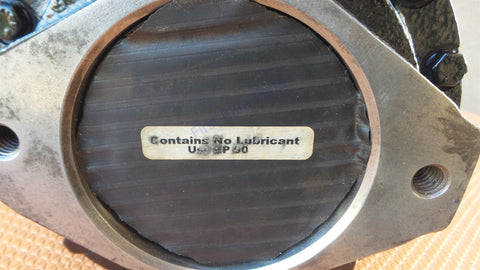 Contains No Lubricant
Use EP 90